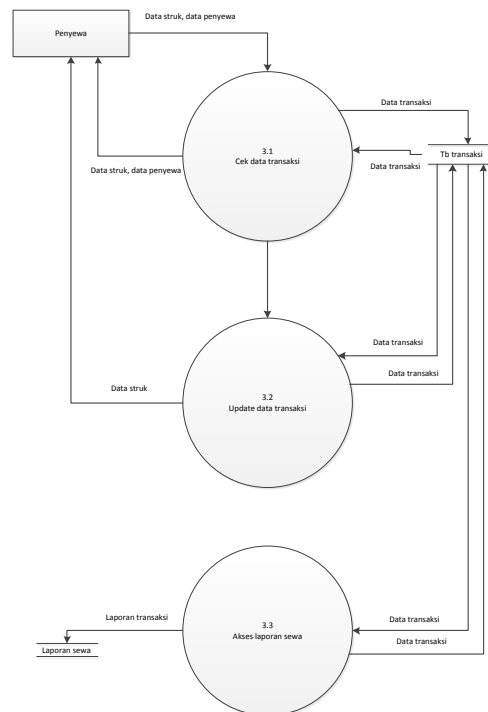 Data struk, data penyewa
Penyewa
Data transaksi
3.1
Cek data transaksi
Tb transaksi
Data transaksi
Data struk, data penyewa
Data transaksi
Data transaksi
Data struk
3.2
Update data transaksi
Laporan transaksi
Data transaksi
3.3
Akses laporan sewa
Data transaksi
Laporan sewa